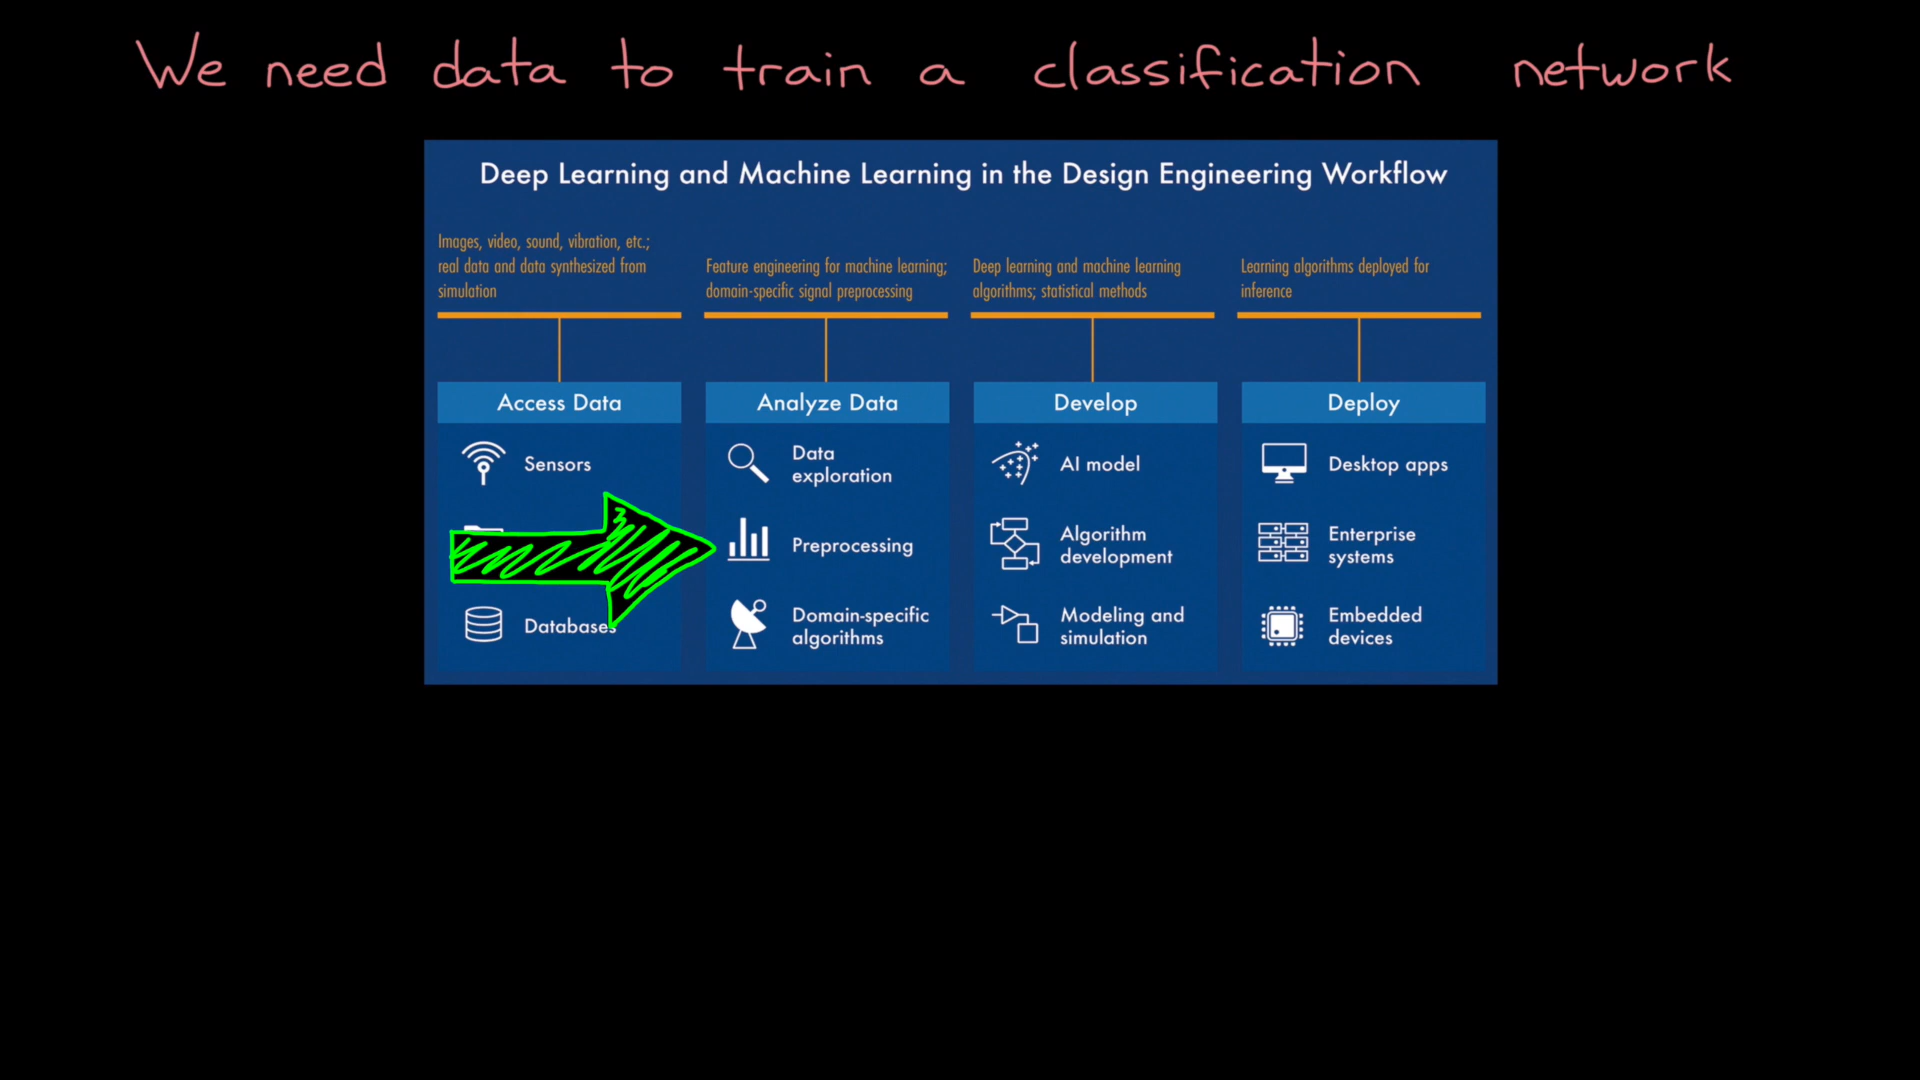 We need data to train a classification network
Deep Learning and Machine Learning in the Design Engineering Workflow
Images, video, sound, vibration, etc.;
real data and data synthesized from
simulation
Feature engineering for machine learning;
domain-specific signal preprocessing
Deep learning and machine learning
algorithms; statistical methods
Learning algorithms deployed for
inference
Access Data
Sensors
Databases
Analyze Data
Data
exploration
Preprocessing
Domain-specific
algorithms
Develop
AI model
Algorithm
development
Modeling and
simulation
Deploy
Desktop apps
Enterprise
systems
Embedded
devices